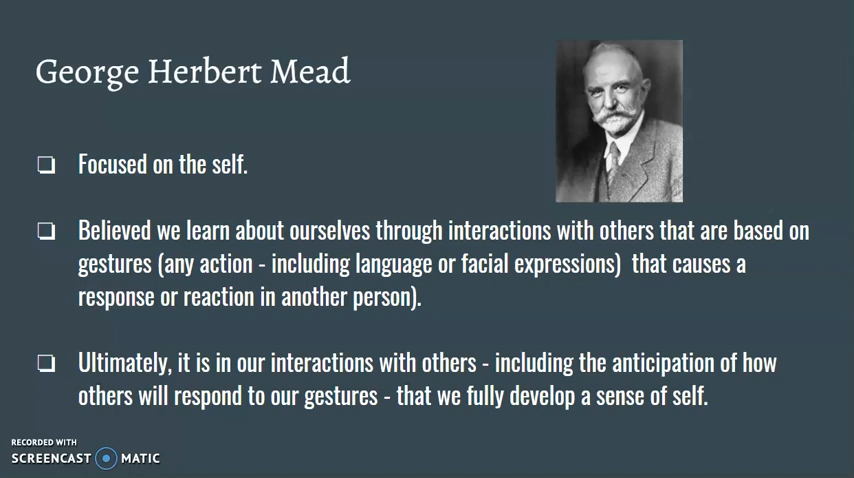 George Herbert Mead
❏ Focused on the self.
❏ Believed we learn about ourselves through interactions with others that are based on
gestures (any action - including language or facial expressions)  that causes a
response or reaction in another person).
❏ Ultimately, it is in our interactions with others - including the anticipation of how
others will respond to our gestures - that we fully develop a sense of self.
RECORDED WITH
SCREENCAST MATIC